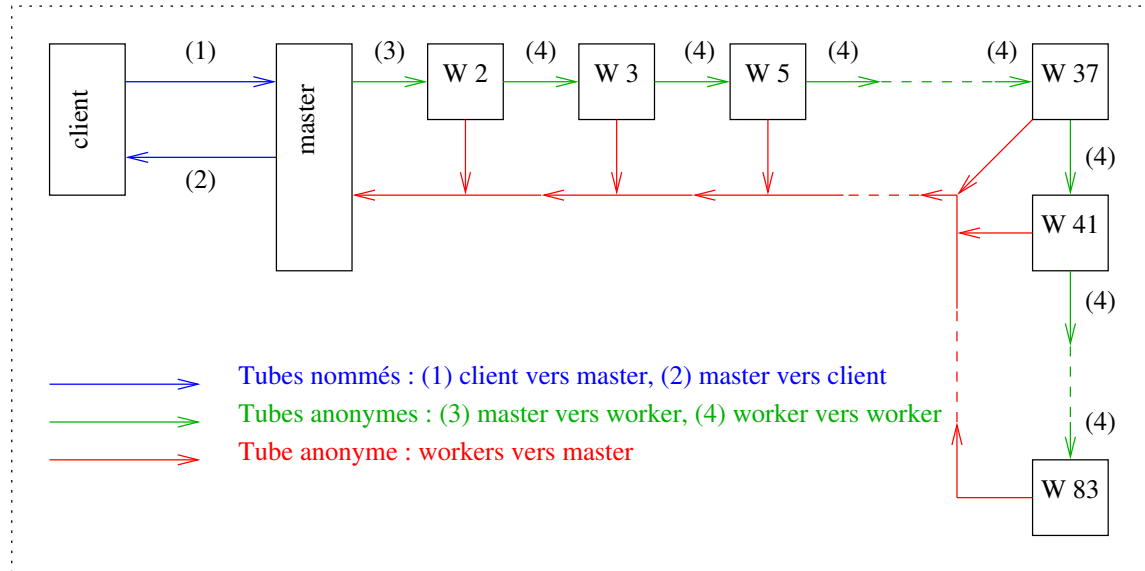 (1)
(3)
(4)
(4)
(4)
(4)
client
master
W 2
W 3
W 5
W 37
(2)
(4)
W 41
(4)
Tubes nommés : (1) client vers master, (2) master vers client
Tubes anonymes : (3) master vers worker, (4) worker vers worker
(4)
Tube anonyme : workers vers master
W 83